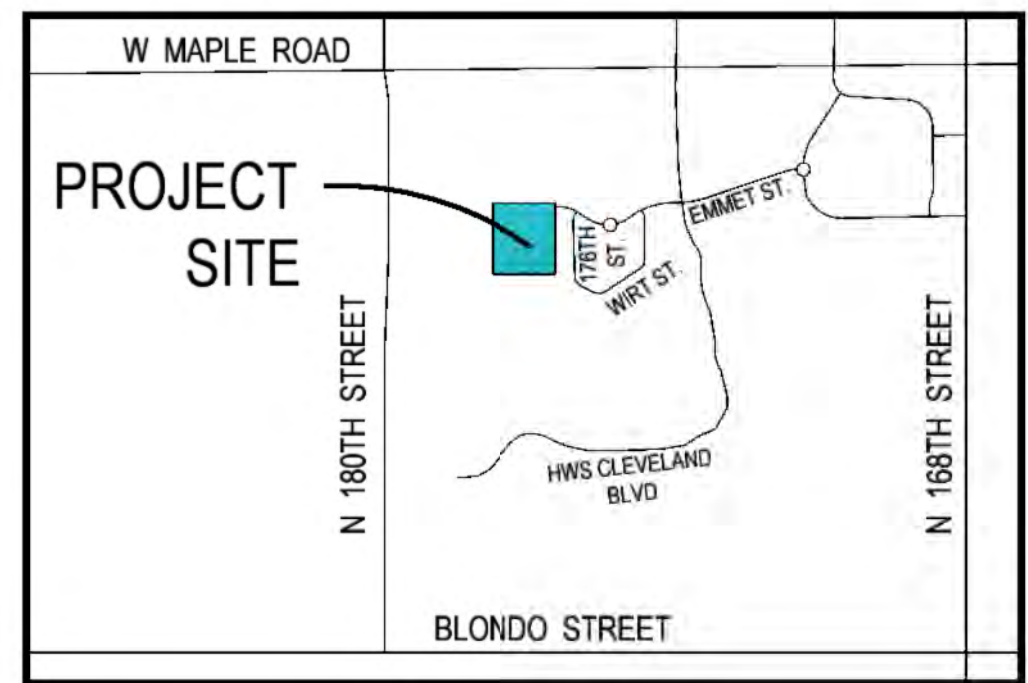 W MAPLE ROAD
PROJECT
SITE
EMMET ST.
176TH
ST.
WIRT ST.
N 180TH STREET
N 168TH STREET
HWS CLEVELAND
BLVD
BLONDO STREET